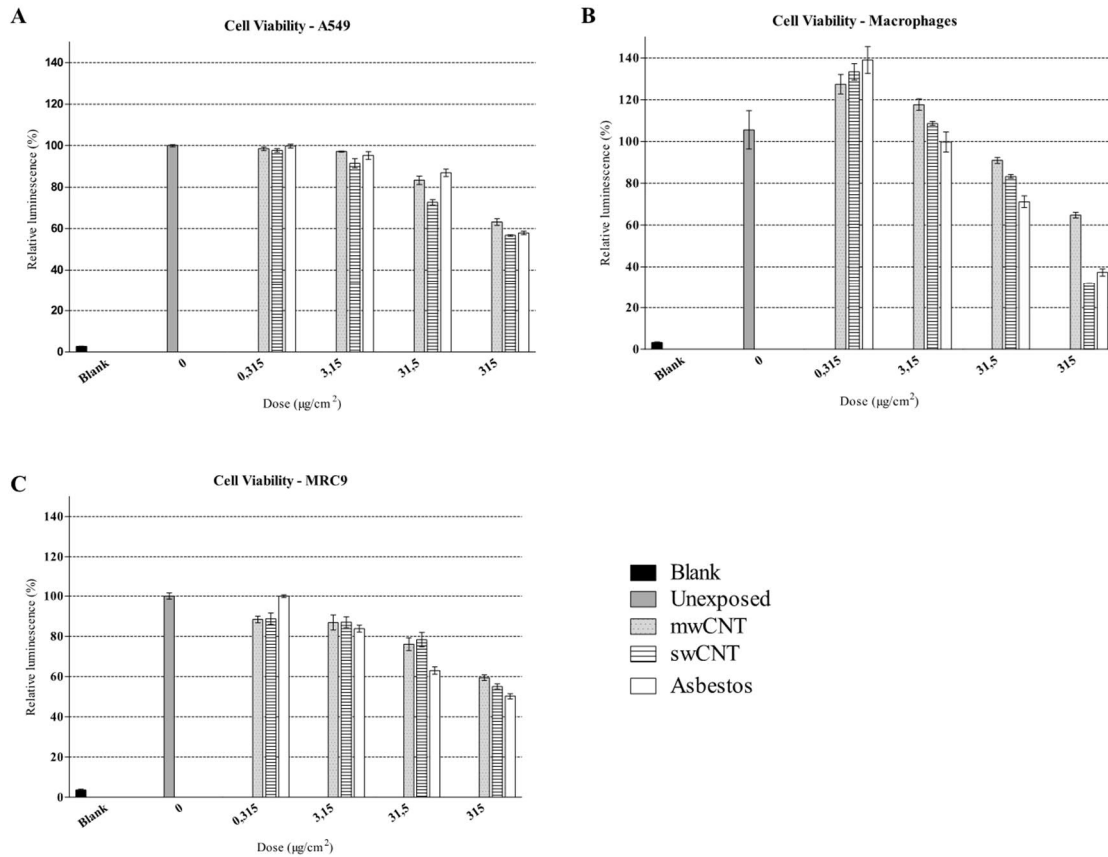 A
Cell Viability - A549
140
120
100
80
60
40
20
0
Relative luminescence (%)
Blank
0
0,315
3,15
31,5
315
Dose (µg/cm²)
B
Cell Viability - Macrophages
140
120
100
80
60
40
20
0
Relative luminescence (%)
Blank
0
0,315
3,15
31,5
315
Dose (µg/cm²)
C
Cell Viability - MRC9
140
120
100
80
60
40
20
0
Relative luminescence (%)
Blank
0
0,315
3,15
31,5
315
Dose (µg/cm²)
Blank
Unexposed
mwCNT
swCNT
Asbestos